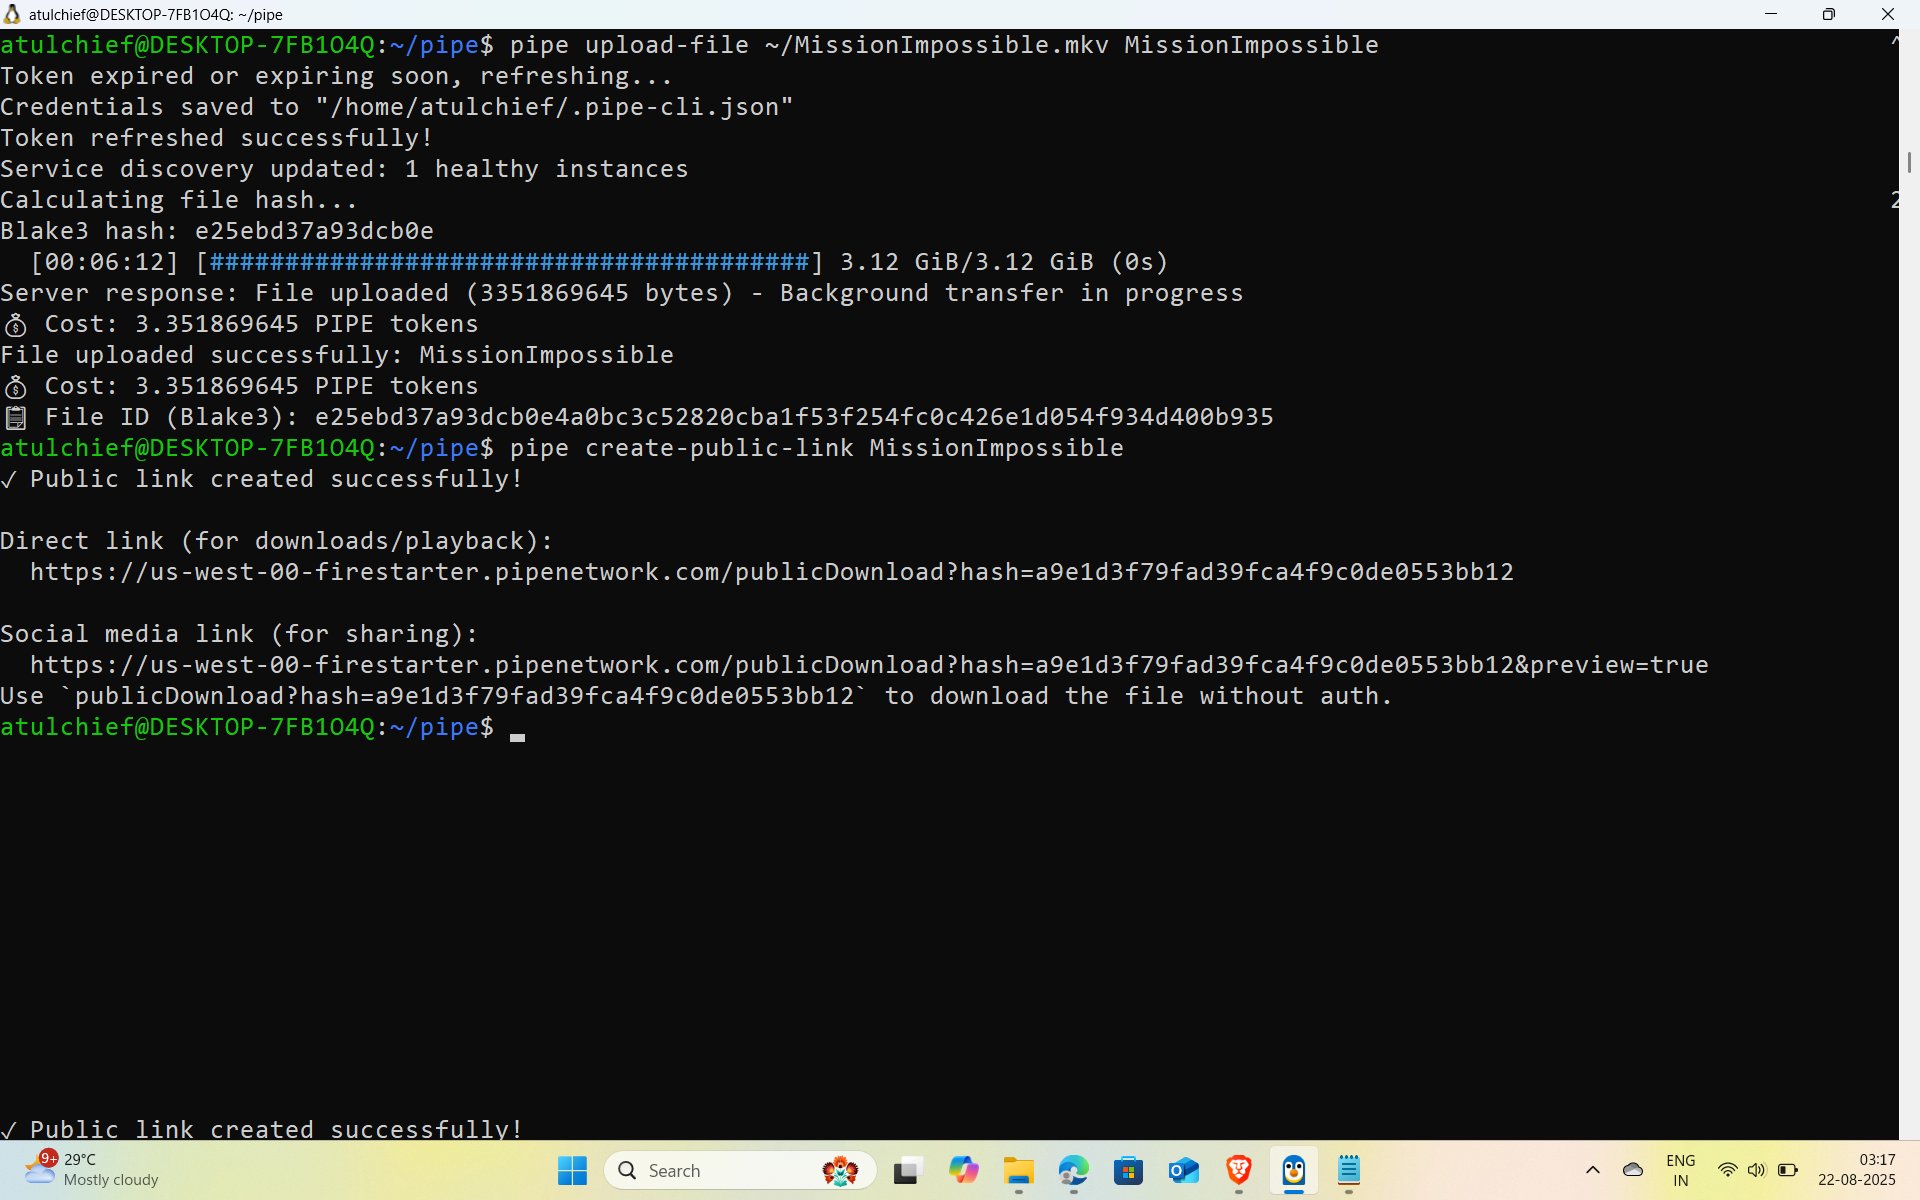 atulchief@DESKTOP-7FB1O4Q: ~/pipe
atulchief@DESKTOP-7FB1O4Q:~/pipe$ pipe upload-file ~/MissionImpossible.mkv MissionImpossible
Token expired or expiring soon, refreshing...
Credentials saved to "/home/atulchief/.pipe-cli.json"
Token refreshed successfully!
Service discovery updated: 1 healthy instances
Calculating file hash...
2
Blake3 hash: e25ebd37a93dcb0e
[00:06:12] [########################################] 3.12 GiB/3.12 GiB (0s)
Server response: File uploaded (3351869645 bytes) - Background transfer in progress
💰 Cost: 3.351869645 PIPE tokens
File uploaded successfully: MissionImpossible
💰 Cost: 3.351869645 PIPE tokens
📋 File ID (Blake3): e25ebd37a93dcb0e4a0bc3c52820cba1f53f254fc0c426e1d054f934d400b935
atulchief@DESKTOP-7FB1O4Q:~/pipe$ pipe create-public-link MissionImpossible
✓ Public link created successfully!
Direct link (for downloads/playback):
https://us-west-00-firestarter.pipenetwork.com/publicDownload?hash=a9e1d3f79fad39fca4f9c0de0553bb12
Social media link (for sharing):
https://us-west-00-firestarter.pipenetwork.com/publicDownload?hash=a9e1d3f79fad39fca4f9c0de0553bb12&preview=true
Use `publicDownload?hash=a9e1d3f79fad39fca4f9c0de0553bb12` to download the file without auth.
atulchief@DESKTOP-7FB1O4Q:~/pipe$
✓ Public link created successfully!
9+
29°C
Mostly cloudy
Search
ENG
IN
03:17
22-08-2025